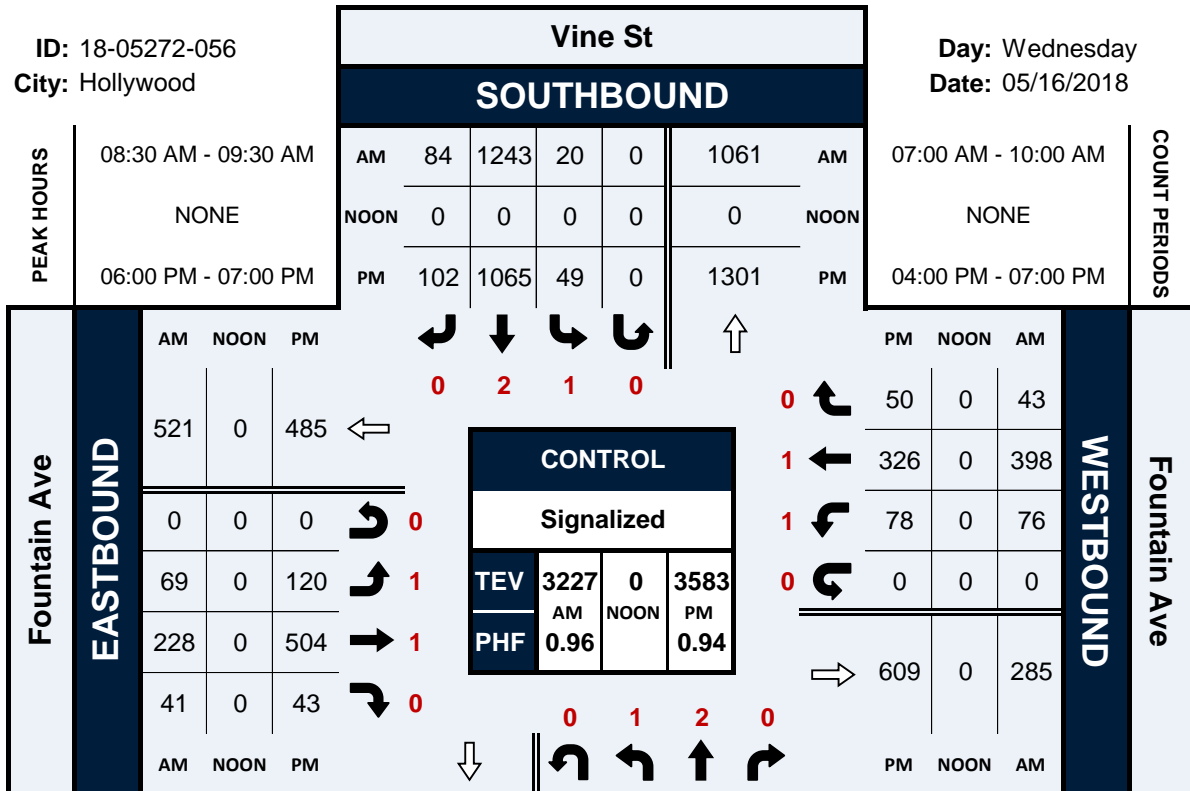 ID: 18-05272-056
City: Hollywood
Vine St
SOUTHBOUND
Day: Wednesday
Date: 05/16/2018
PEAK HOURS
08:30 AM - 09:30 AM
NONE
06:00 PM - 07:00 PM
AM 84 1243 20 0 1061 AM
NOON 0 0 0 0 0 NOON
PM 102 1065 49 0 1301 PM
07:00 AM - 10:00 AM
NONE
04:00 PM - 07:00 PM
COUNT PERIODS
0 2 1 0
Fountain Ave
EASTBOUND
AM NOON PM
521 0 485
0 0 0 0
69 0 120 1
228 0 504 1
41 0 43 0
AM NOON PM
CONTROL
Signalized
TEV 3227 0 3583
AM NOON PM
PHF 0.96 0.94
PM NOON AM
0 50 0 43
1 326 0 398
1 78 0 76
0 0 0 0
609 0 285
PM NOON AM
WESTBOUND
Fountain Ave
0 1 2 0